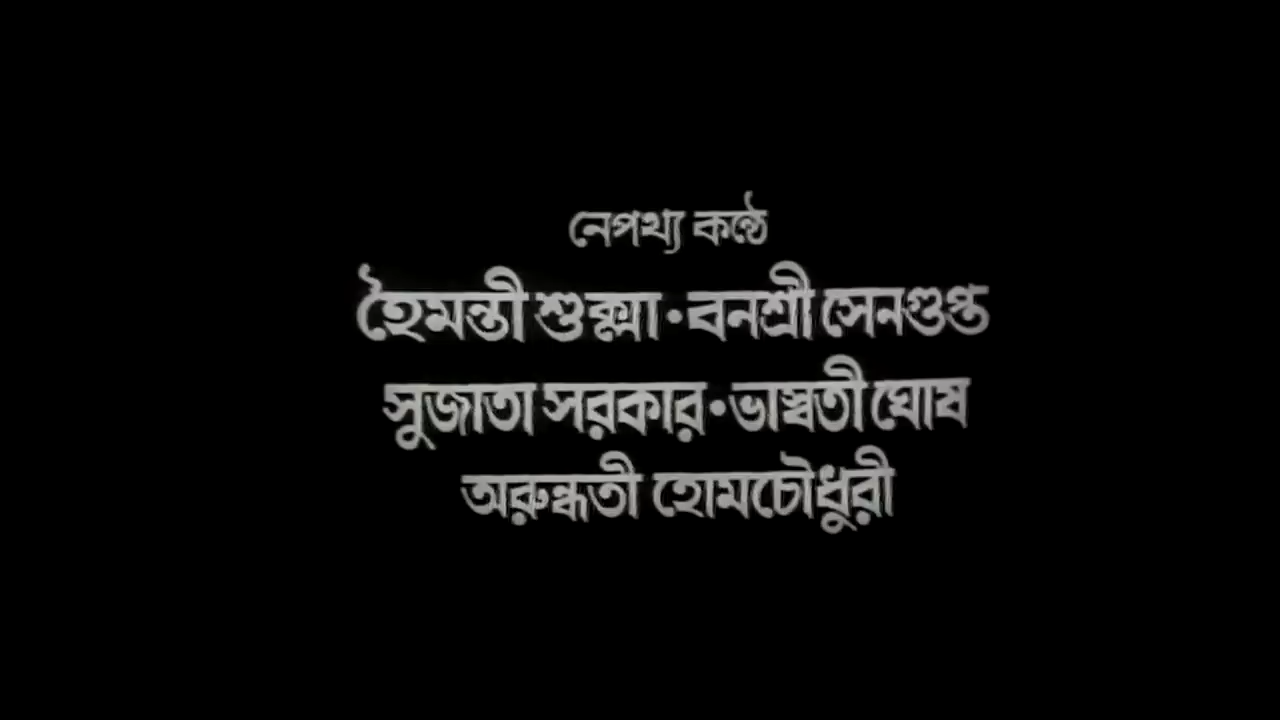 নেপথ্য কন্ঠে
হৈমন্তী শুক্লা • বনশ্রী সেনগুপ্ত
সুজাতা সরকার • ভাস্বতী ঘোষ
অরুন্ধতী হোমচৌধুরী